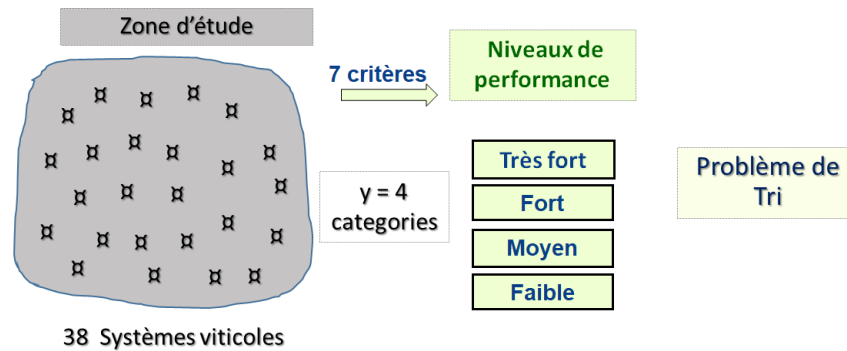 Zone d'étude
7 critères
Niveaux de
performance
y = 4
categories
Très fort
Fort
Moyen
Faible
Problème de
Tri
38 Systèmes viticoles